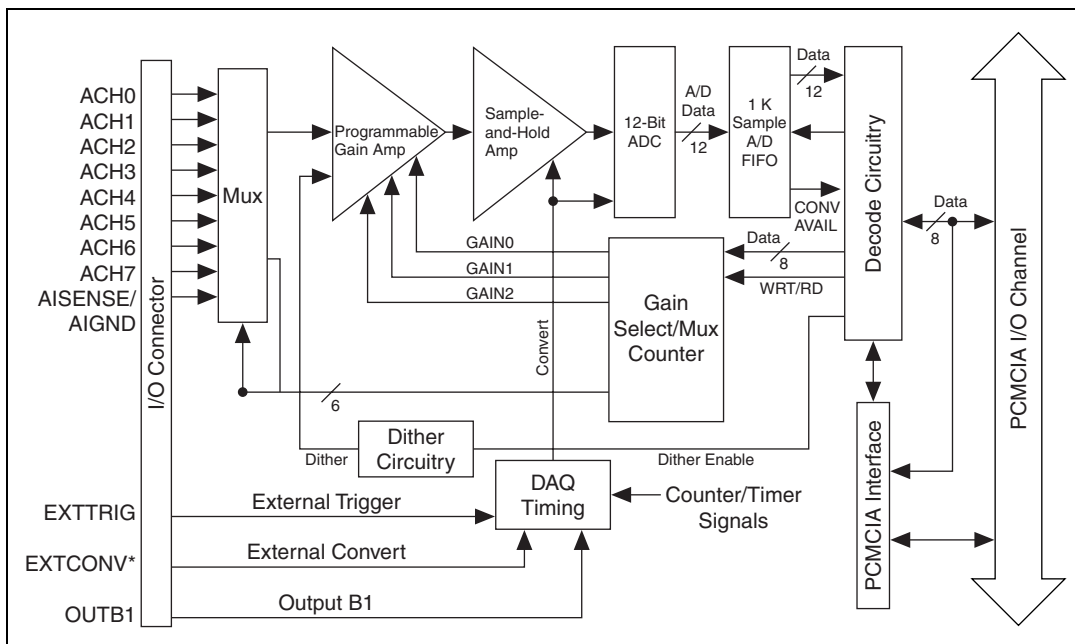 ACH0
ACH1
ACH2
ACH3
ACH4
ACH5
ACH6
ACH7
AISENSE/
AIGND
EXTTRIG
EXTCONV*
OUTB1
I/O Connector
Mux
Programmable
Gain Amp
Sample-
and-Hold
Amp
12-Bit
ADC
A/D
Data
12
1 K
Sample
A/D
FIFO
Data
12
CONV
AVAIL
Decode Circuitry
Data
8
PCMCIA I/O Channel
GAIN0
GAIN1
GAIN2
Gain
Select/Mux
Counter
Data
8
WRT/RD
Convert
6
Dither
Dither
Circuitry
Dither Enable
DAQ
Timing
Counter/Timer
Signals
External Trigger
External Convert
Output B1
PCMCIA Interface